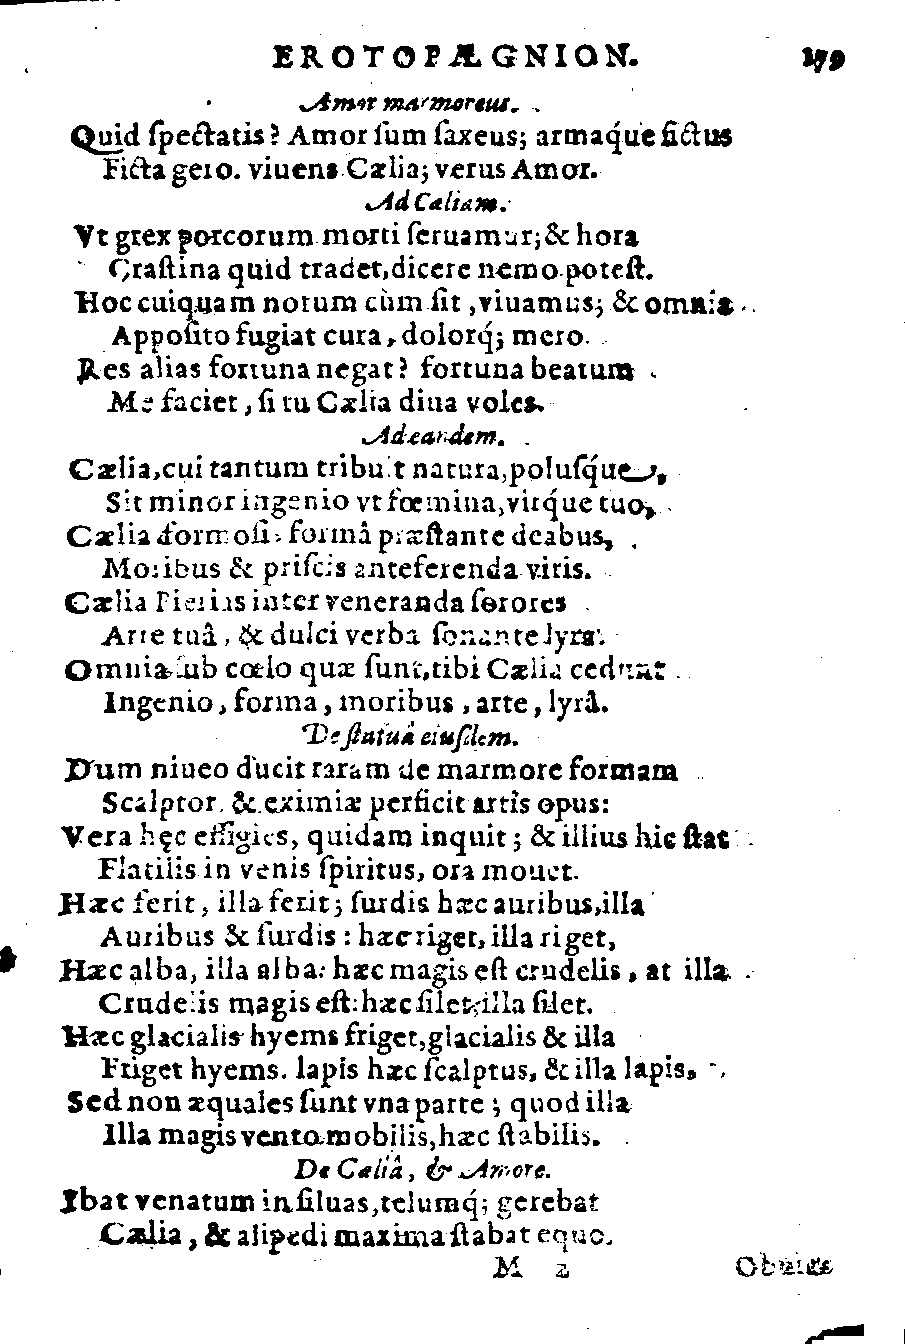 EROTOPÆGNION. 179
Amor marmoreus.
Quid ſpectatis? Amor ſum ſaxeus; armaq́ue fictus
Ficta gero. viuens Cælia; verus Amor.
Ad Cæliam.
Vt grex porcorum morti ſeruamur; & hora
Craſtina quid tradet, dicere nemo poteſt.
Hoc cuiquam notum cùm ſit, viuamus; & omnis
Appoſito fugiat cura, dolorq́; mero.
Res alias fortuna negat? fortuna beatum
Me faciet, ſi tu Cælia diua voles.
Ad eandem.
Cælia, cui tantum tribuit natura, poluſq́ue,
Sit minor ingenio vt fœmina, virq́ue tuo,
Cælia formoſis formâ præſtante deabus,
Moribus & priſcis anteferenda viris.
Cælia Pierias inter veneranda ſorores
Arte tuâ, & dulci verba ſonante lyra.
Omnia ſub cœlo quæ ſunt, tibi Cælia cedunt
Ingenio, forma, moribus, arte, lyrâ.
De ſtatuâ eiuſdem.
Dum niueo ducit raram de marmore formam
Scalptor. & eximiæ perficit artis opus:
Vera hęc effigies, quidam inquit; & illius hic ſtat
Flatilis in venis ſpiritus, ora mouet.
Hæc ferit, illa ferit; ſurdis hæc auribus, illa
Auribus & ſurdis: hæc riget, illa riget,
Hæc alba, illa alba: hæc magis eſt crudelis, at illa
Crudelis magis eſt: hæc ſilet, illa ſilet.
Hæc glacialis hyems friget, glacialis & illa
Friget hyems. lapis hæc ſcalptus, & illa lapis.
Sed non æquales ſunt vna parte; quod illa
Illa magis vento mobilis, hæc ſtabilis.
De Cæliâ, & Amore.
Ibat venatum in ſiluas, telumq́; gerebat
Cælia, & alipedi maxima ſtabat equo.
M 2 Obuius